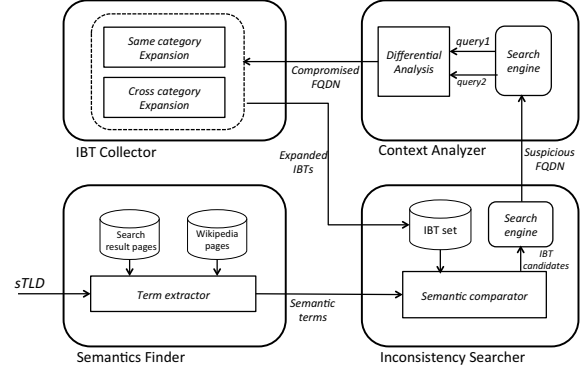 Same category
Expansion
Cross category
Expansion
IBT Collector
Compromised
FQDN
Differential
Analysis
query1
query2
Search
engine
Context Analyzer
Expanded
IBTs
Suspicious
FQDN
Search
result pages
Wikipedia
pages
sTLD
Term extractor
Semantics Finder
Semantic
terms
IBT set
Search
engine
IBT
candidates
Semantic comparator
Inconsistency Searcher